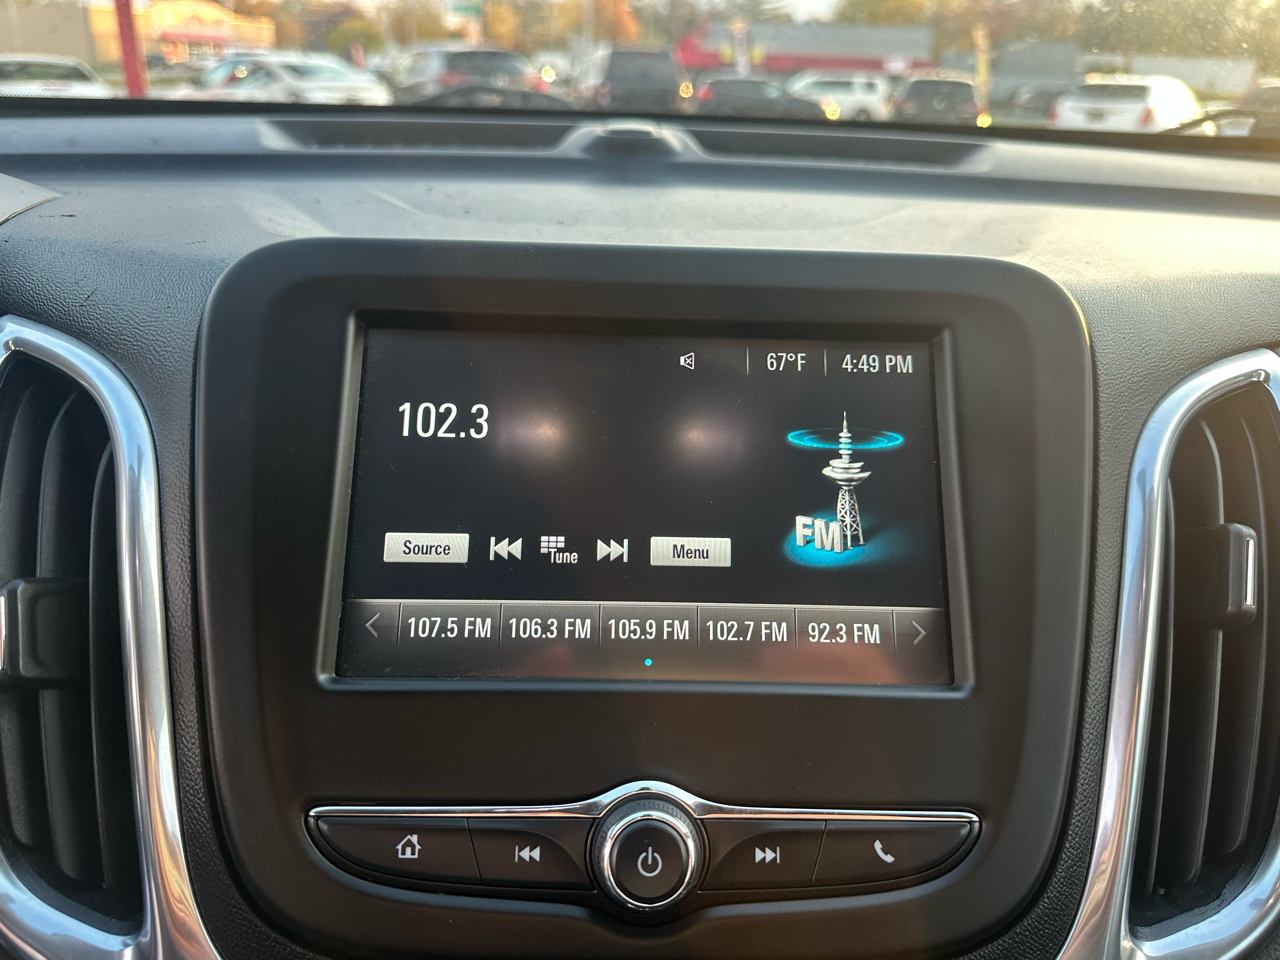 67°F 4:49 PM
102.3
FM
Source Tune Menu
107.5 FM 106.3 FM 105.9 FM 102.7 FM 92.3 FM